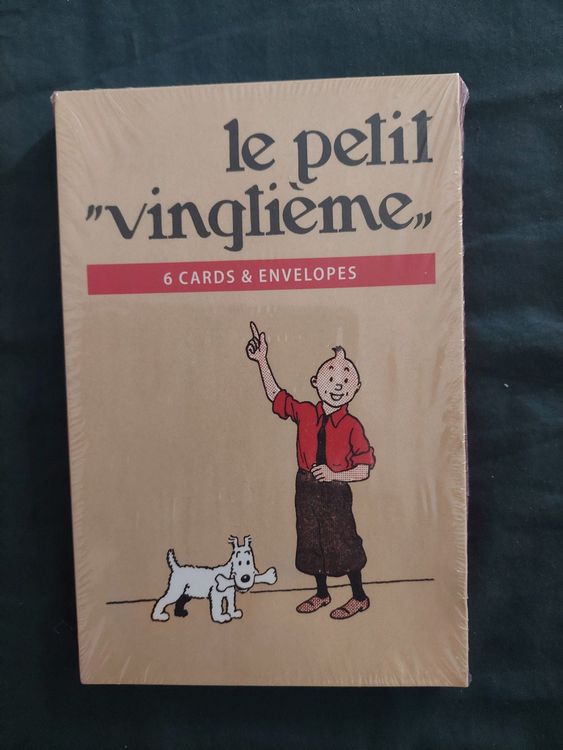 le petit
"vingtième„
6 CARDS & ENVELOPES